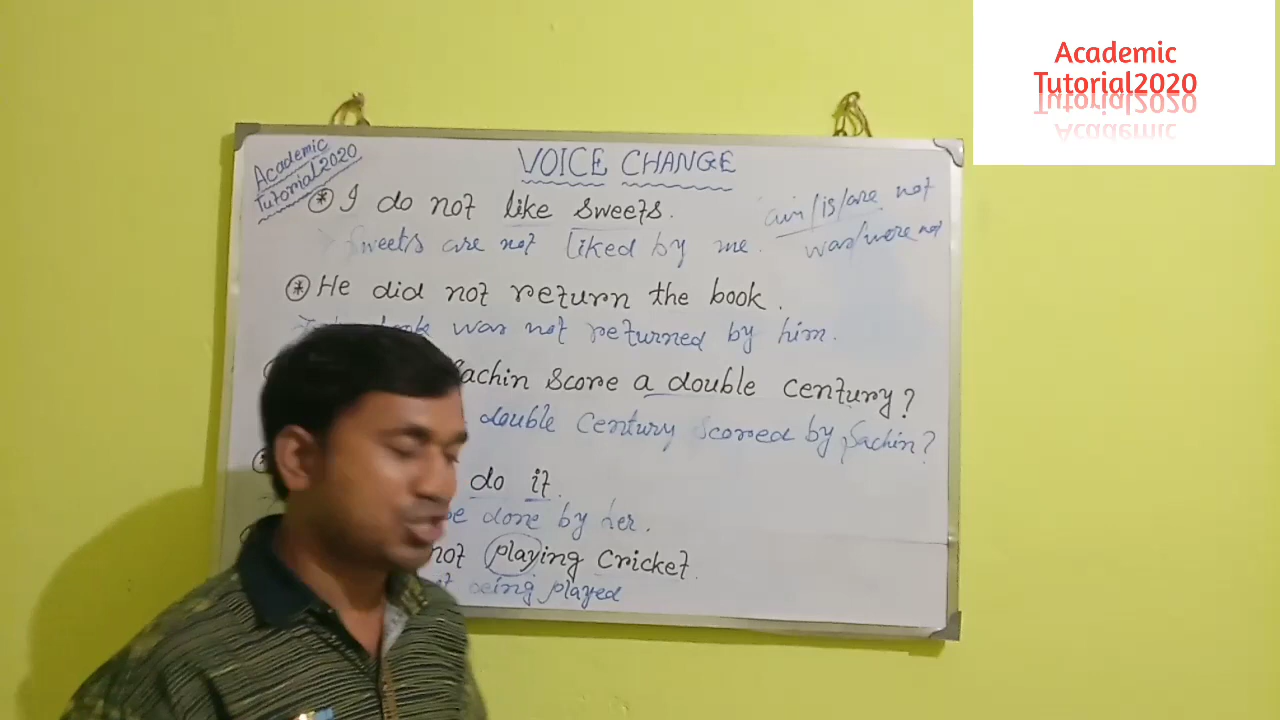 Academic
Tutorial2020
Academic
Tutorial2020
VOICE CHANGE
I do not like sweets.
am/is/are not
Sweets are not liked by me.
was/were not
He did not return the book.
book was not returned by him.
Sachin score a double century?
double Century scored by Sachin?
do it.
be done by her.
not playing Cricket.
being played